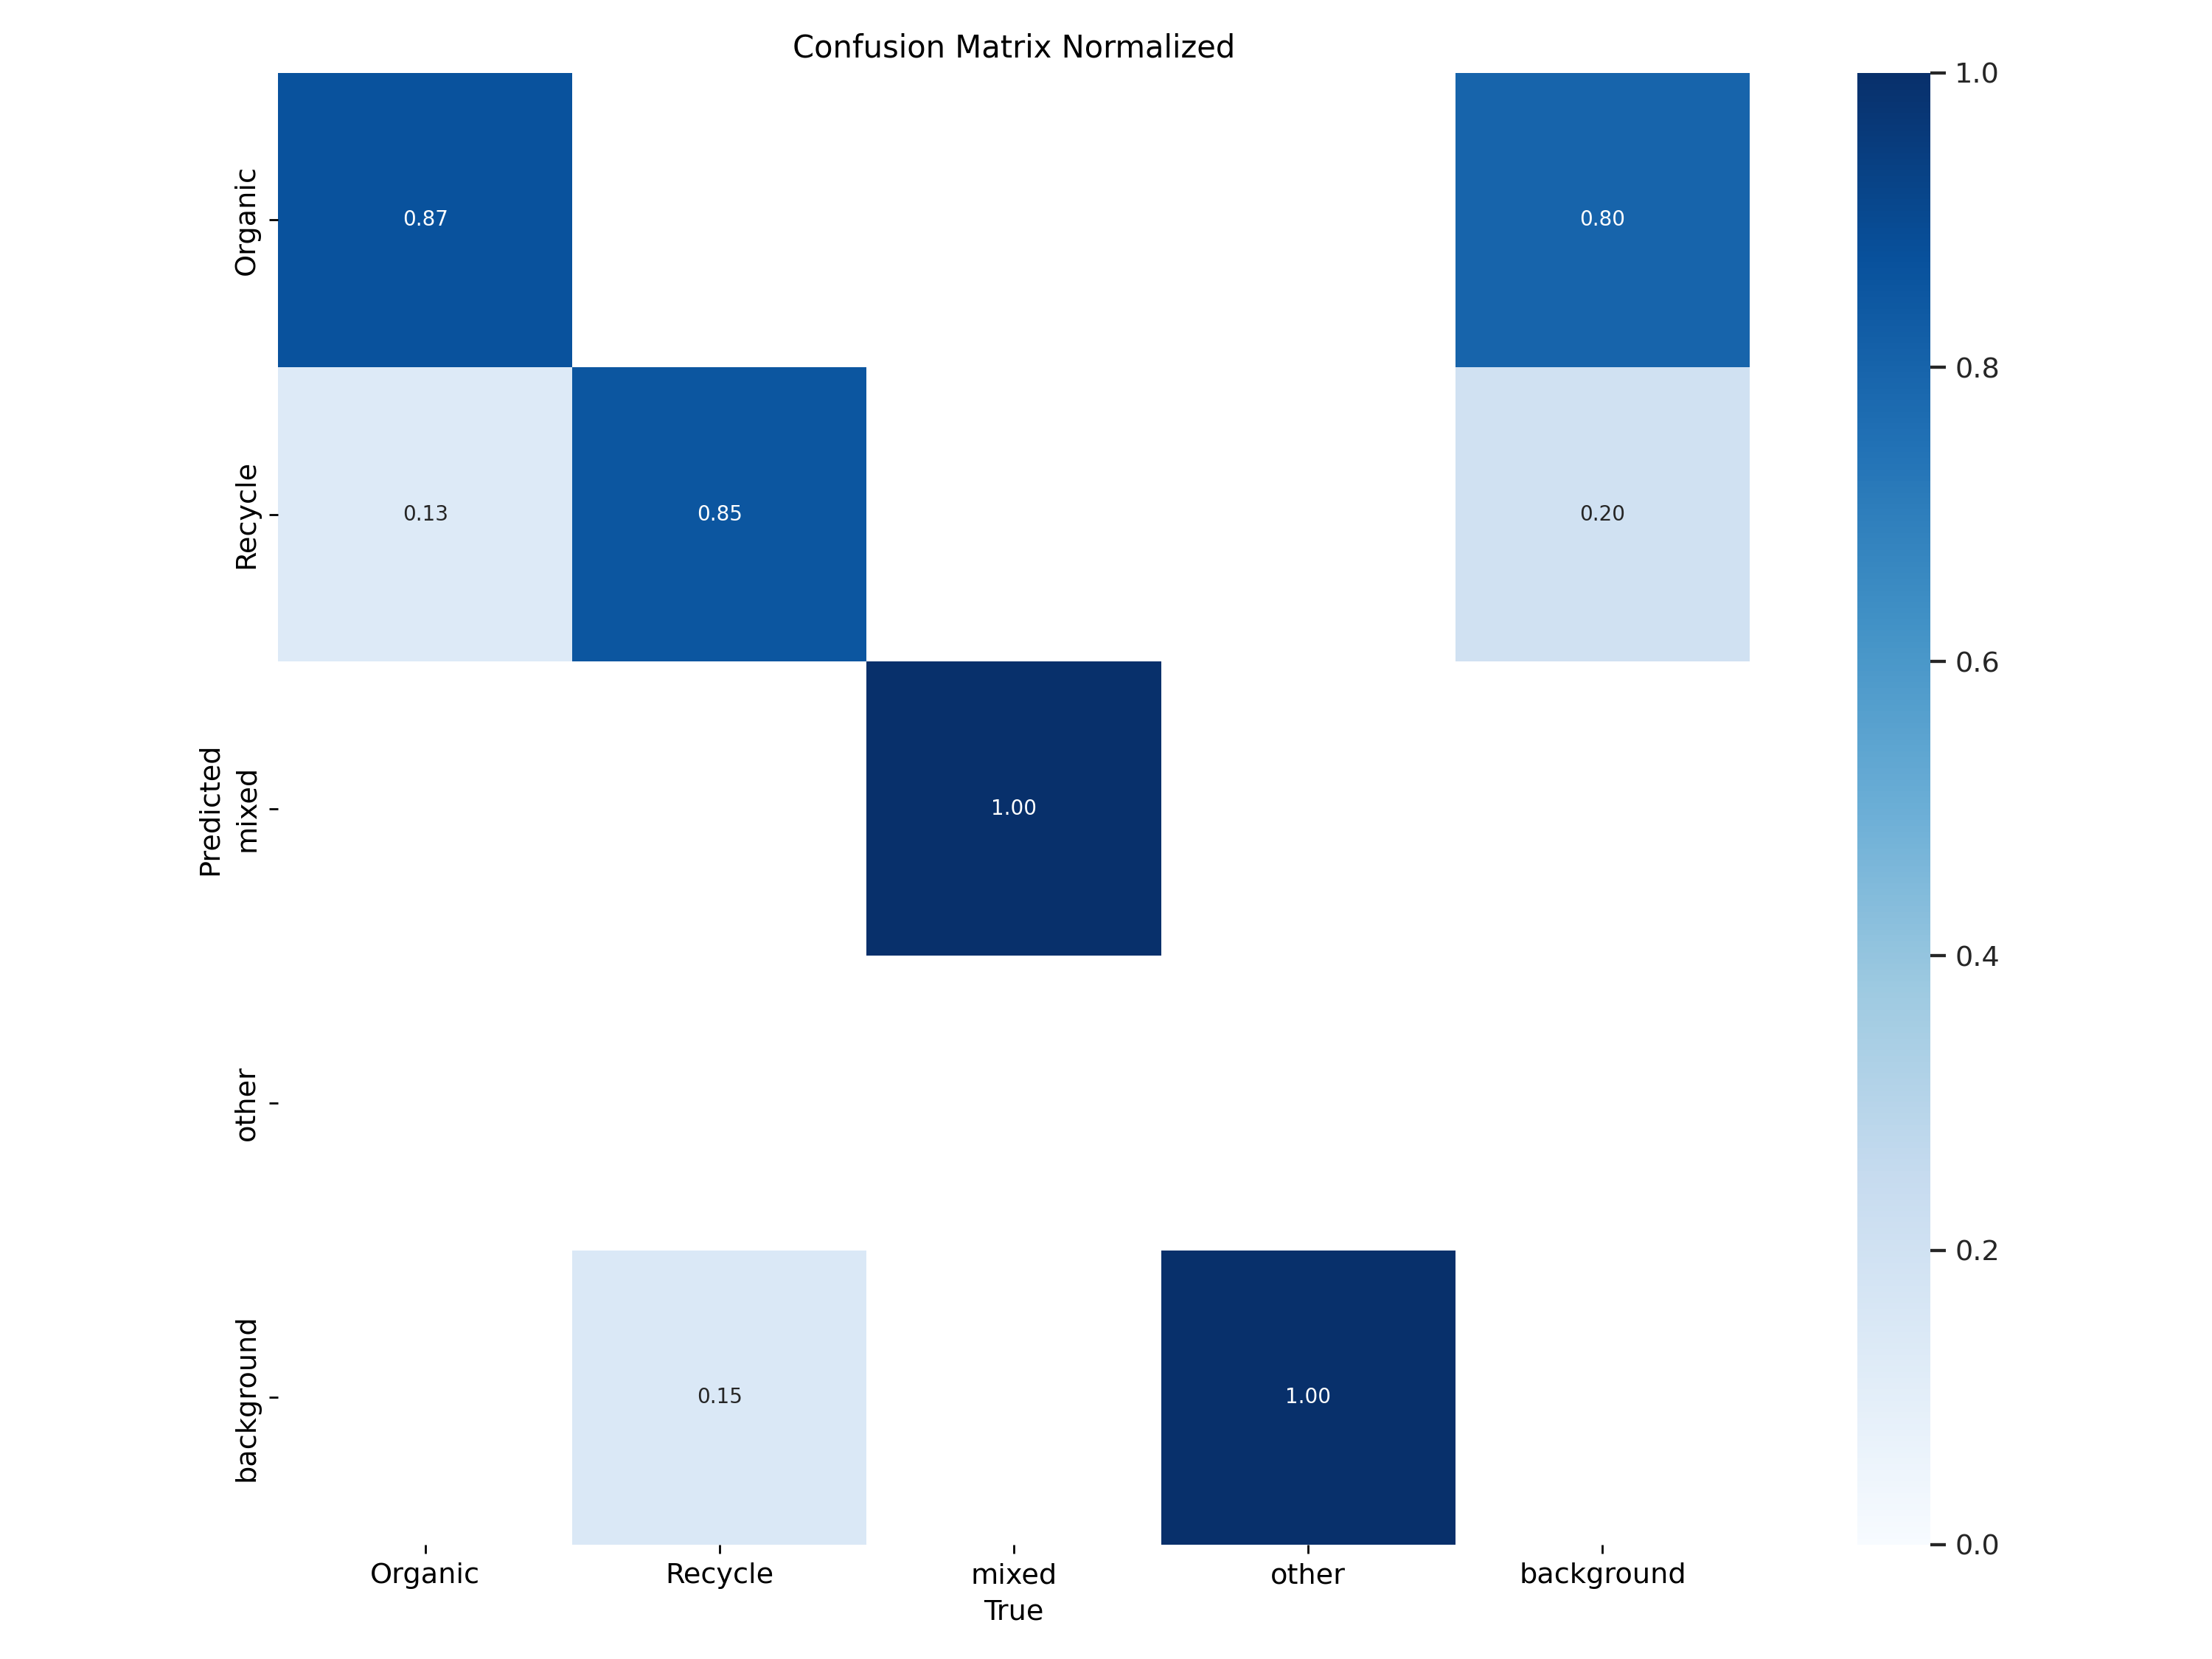 Confusion Matrix Normalized
Organic
0.87
0.80
Recycle
0.13
0.85
0.20
Predicted
mixed
1.00
other
background
0.15
1.00
Organic
Recycle
mixed
other
background
True
1.0
0.8
0.6
0.4
0.2
0.0